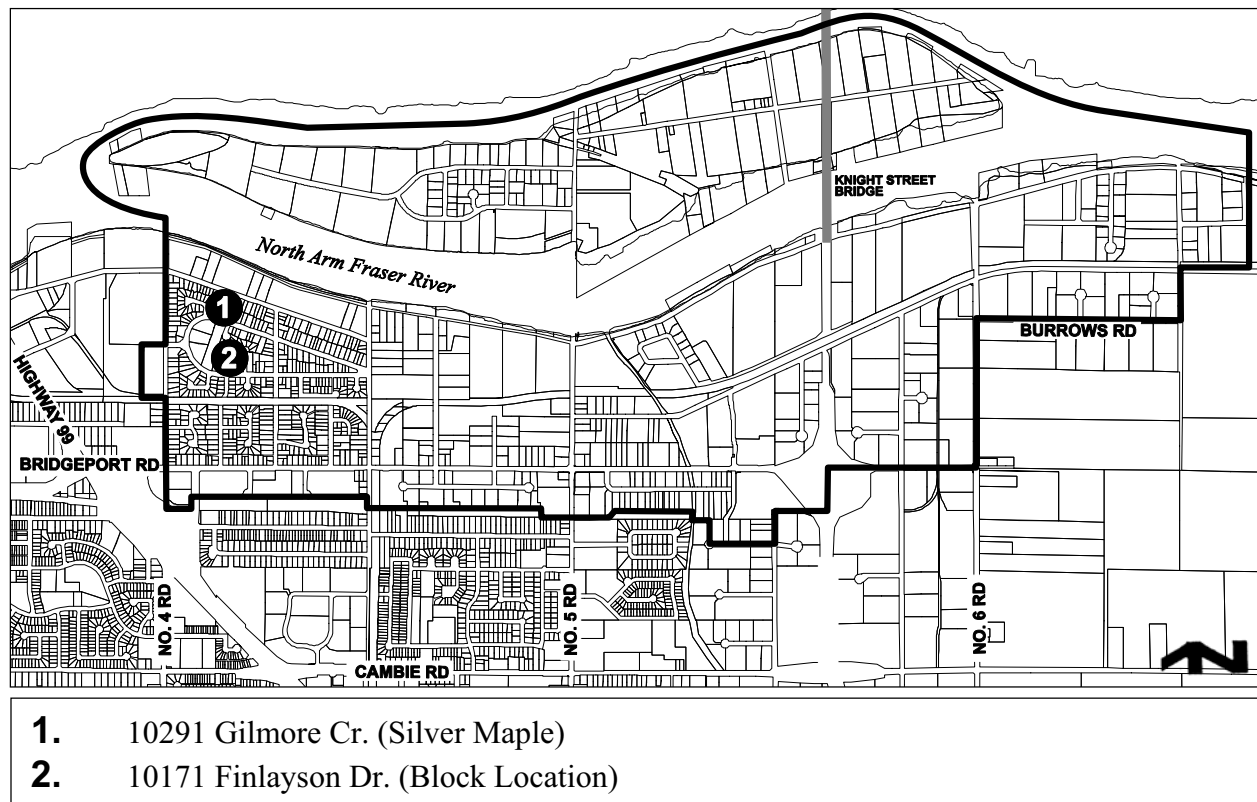 KNIGHT STREET
BRIDGE
North Arm Fraser River
1
2
BURROWS RD
HIGHWAY 99
BRIDGEPORT RD
NO. 4 RD
NO. 5 RD
NO. 6 RD
CAMBIE RD
N
1. 10291 Gilmore Cr. (Silver Maple)
2. 10171 Finlayson Dr. (Block Location)